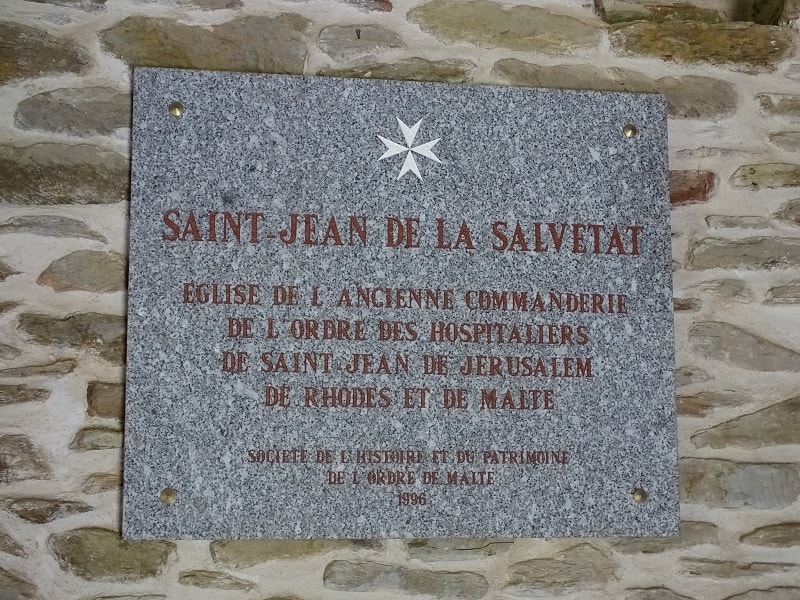 SAINT-JEAN DE LA SALVETAT
EGLISE DE L'ANCIENNE COMMANDERIE
DE L'ORDRE DES HOSPITALIERS
DE SAINT JEAN DE JERUSALEM
DE RHODES ET DE MALTE
SOCIETE DE L'HISTOIRE ET DU PATRIMOINE
DE L'ORDRE DE MALTE
1996